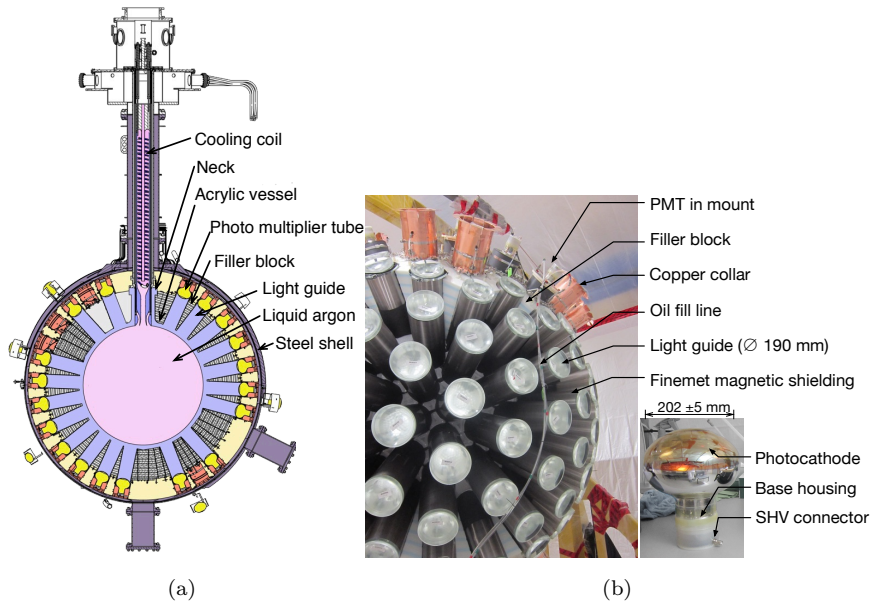 Cooling coil
Neck
Acrylic vessel
Photo multiplier tube
Filler block
Light guide
Liquid argon
Steel shell
PMT in mount
Filler block
Copper collar
Oil fill line
Light guide (∅ 190 mm)
Finemet magnetic shielding
202 ±5 mm
Photocathode
Base housing
SHV connector
(a)
(b)